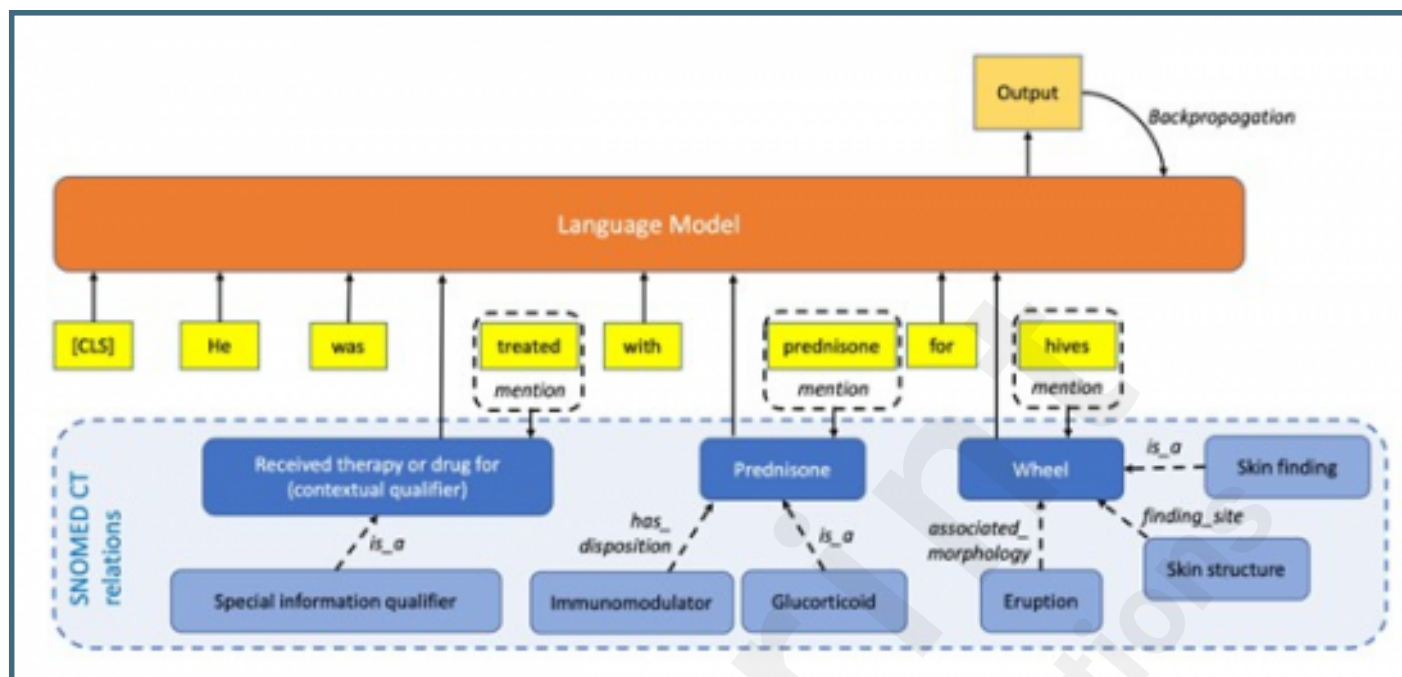 Output
Backpropagation
Language Model
[CLS]
He
was
treated
with
prednisone
for
hives
mention
mention
mention
SNOMED CT
relations
Received therapy or drug for
(contextual qualifier)
Prednisone
Wheel
is_a
Skin finding
is_a
has_
disposition
is_a
associated_
morphology
finding_site
Skin structure
Special information qualifier
Immunomodulator
Glucorticoid
Eruption